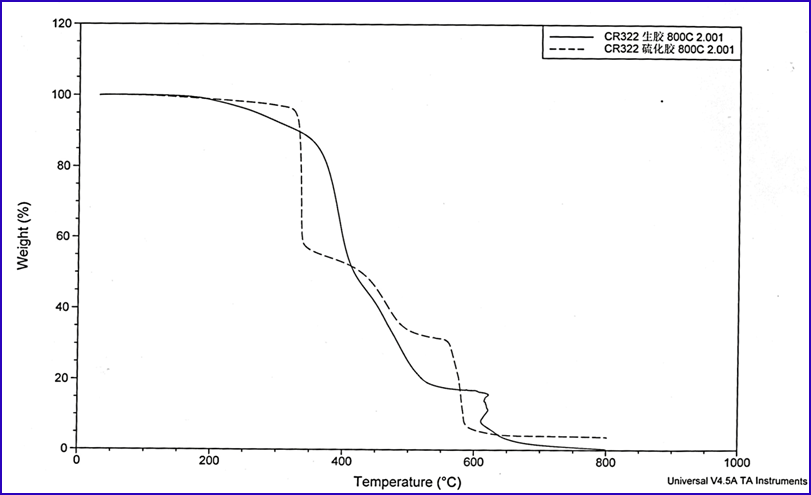 120
CR322 生胶 800C 2.001
CR322 硫化胶 800C 2.001
100
80
60
40
20
0
Weight (%)
0 200 400 600 800 1000
Temperature (°C)
Universal V4.5A TA Instruments